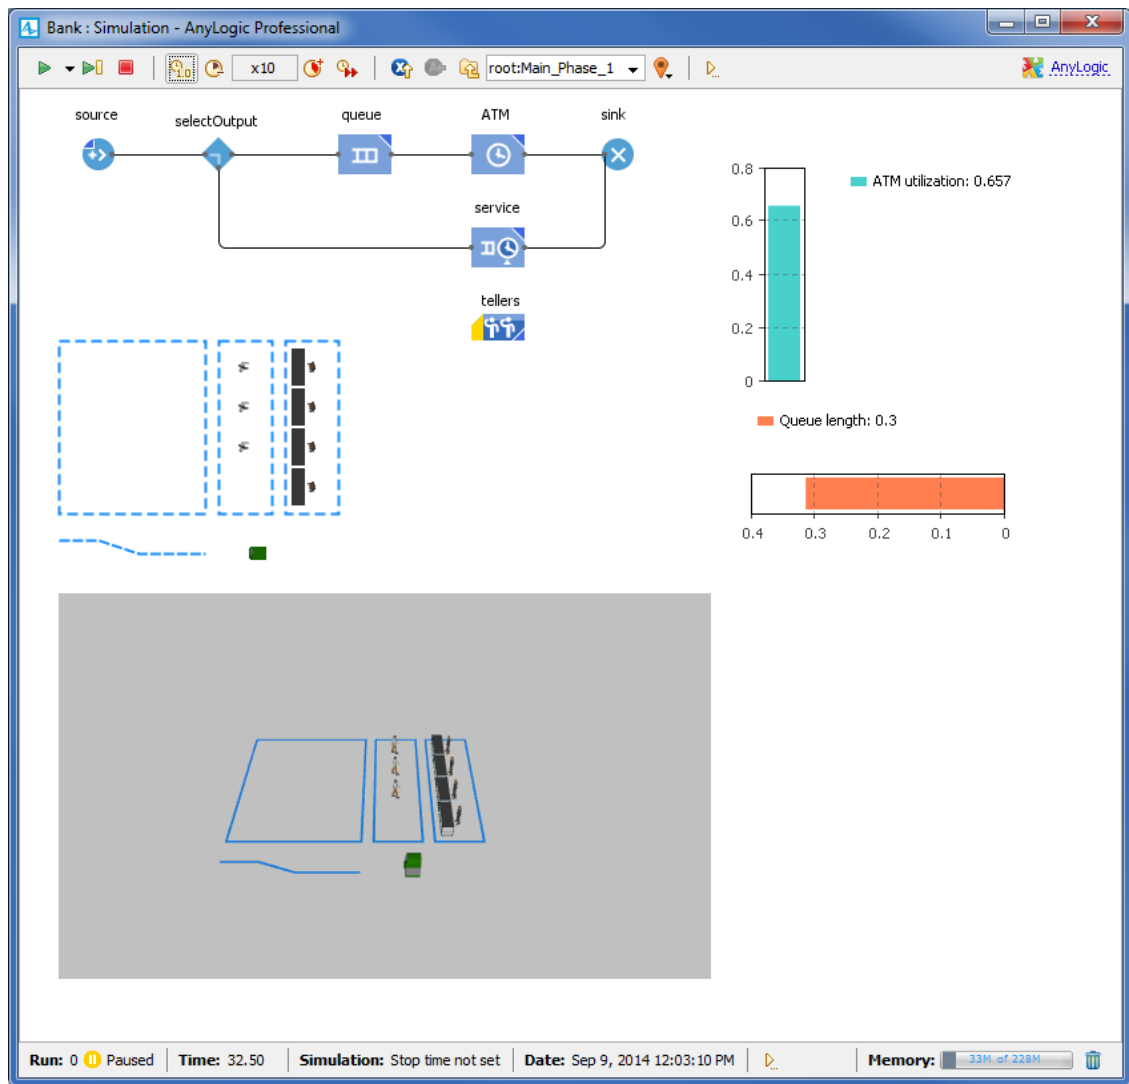 Bank : Simulation - AnyLogic Professional
1.0 x10 root:Main_Phase_1 AnyLogic
source selectOutput queue ATM sink
service
tellers
0.8
0.6
0.4
0.2
0
ATM utilization: 0.657
Queue length: 0.3
0.4 0.3 0.2 0.1 0
Run: 0 Paused Time: 32.50 Simulation: Stop time not set Date: Sep 9, 2014 12:03:10 PM Memory: 33M of 228M